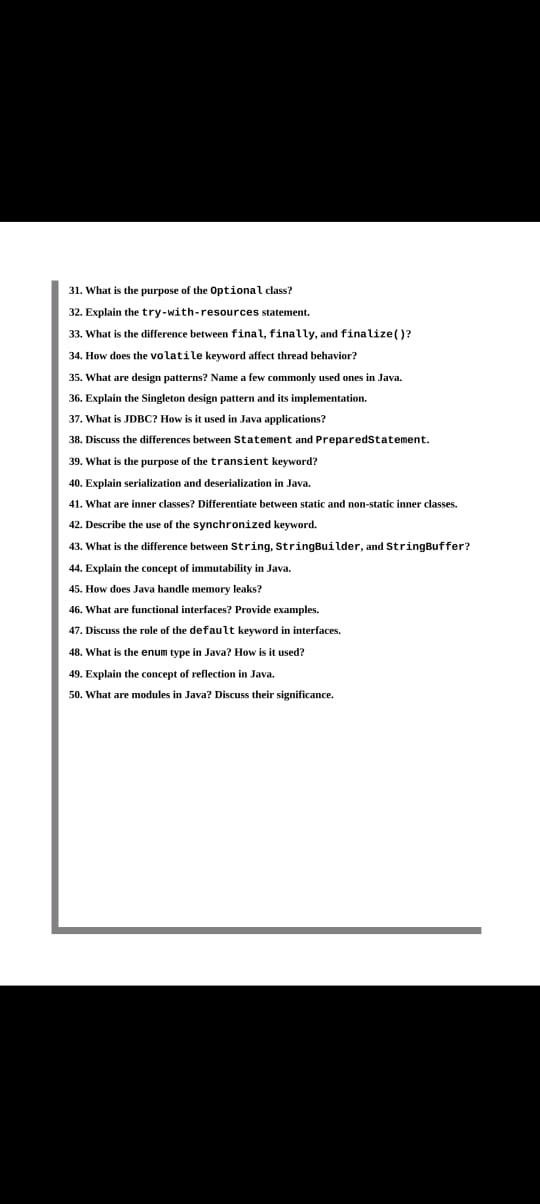 31. What is the purpose of the Optional class?
32. Explain the try-with-resources statement.
33. What is the difference between final, finally, and finalize()?
34. How does the volatile keyword affect thread behavior?
35. What are design patterns? Name a few commonly used ones in Java.
36. Explain the Singleton design pattern and its implementation.
37. What is JDBC? How is it used in Java applications?
38. Discuss the differences between Statement and PreparedStatement.
39. What is the purpose of the transient keyword?
40. Explain serialization and deserialization in Java.
41. What are inner classes? Differentiate between static and non-static inner classes.
42. Describe the use of the synchronized keyword.
43. What is the difference between String, StringBuilder, and StringBuffer?
44. Explain the concept of immutability in Java.
45. How does Java handle memory leaks?
46. What are functional interfaces? Provide examples.
47. Discuss the role of the default keyword in interfaces.
48. What is the enum type in Java? How is it used?
49. Explain the concept of reflection in Java.
50. What are modules in Java? Discuss their significance.